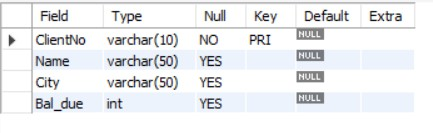 Field Type Null Key Default Extra
ClientNo varchar(10) NO PRI NULL
Name varchar(50) YES NULL
City varchar(50) YES NULL
Bal_due int YES NULL